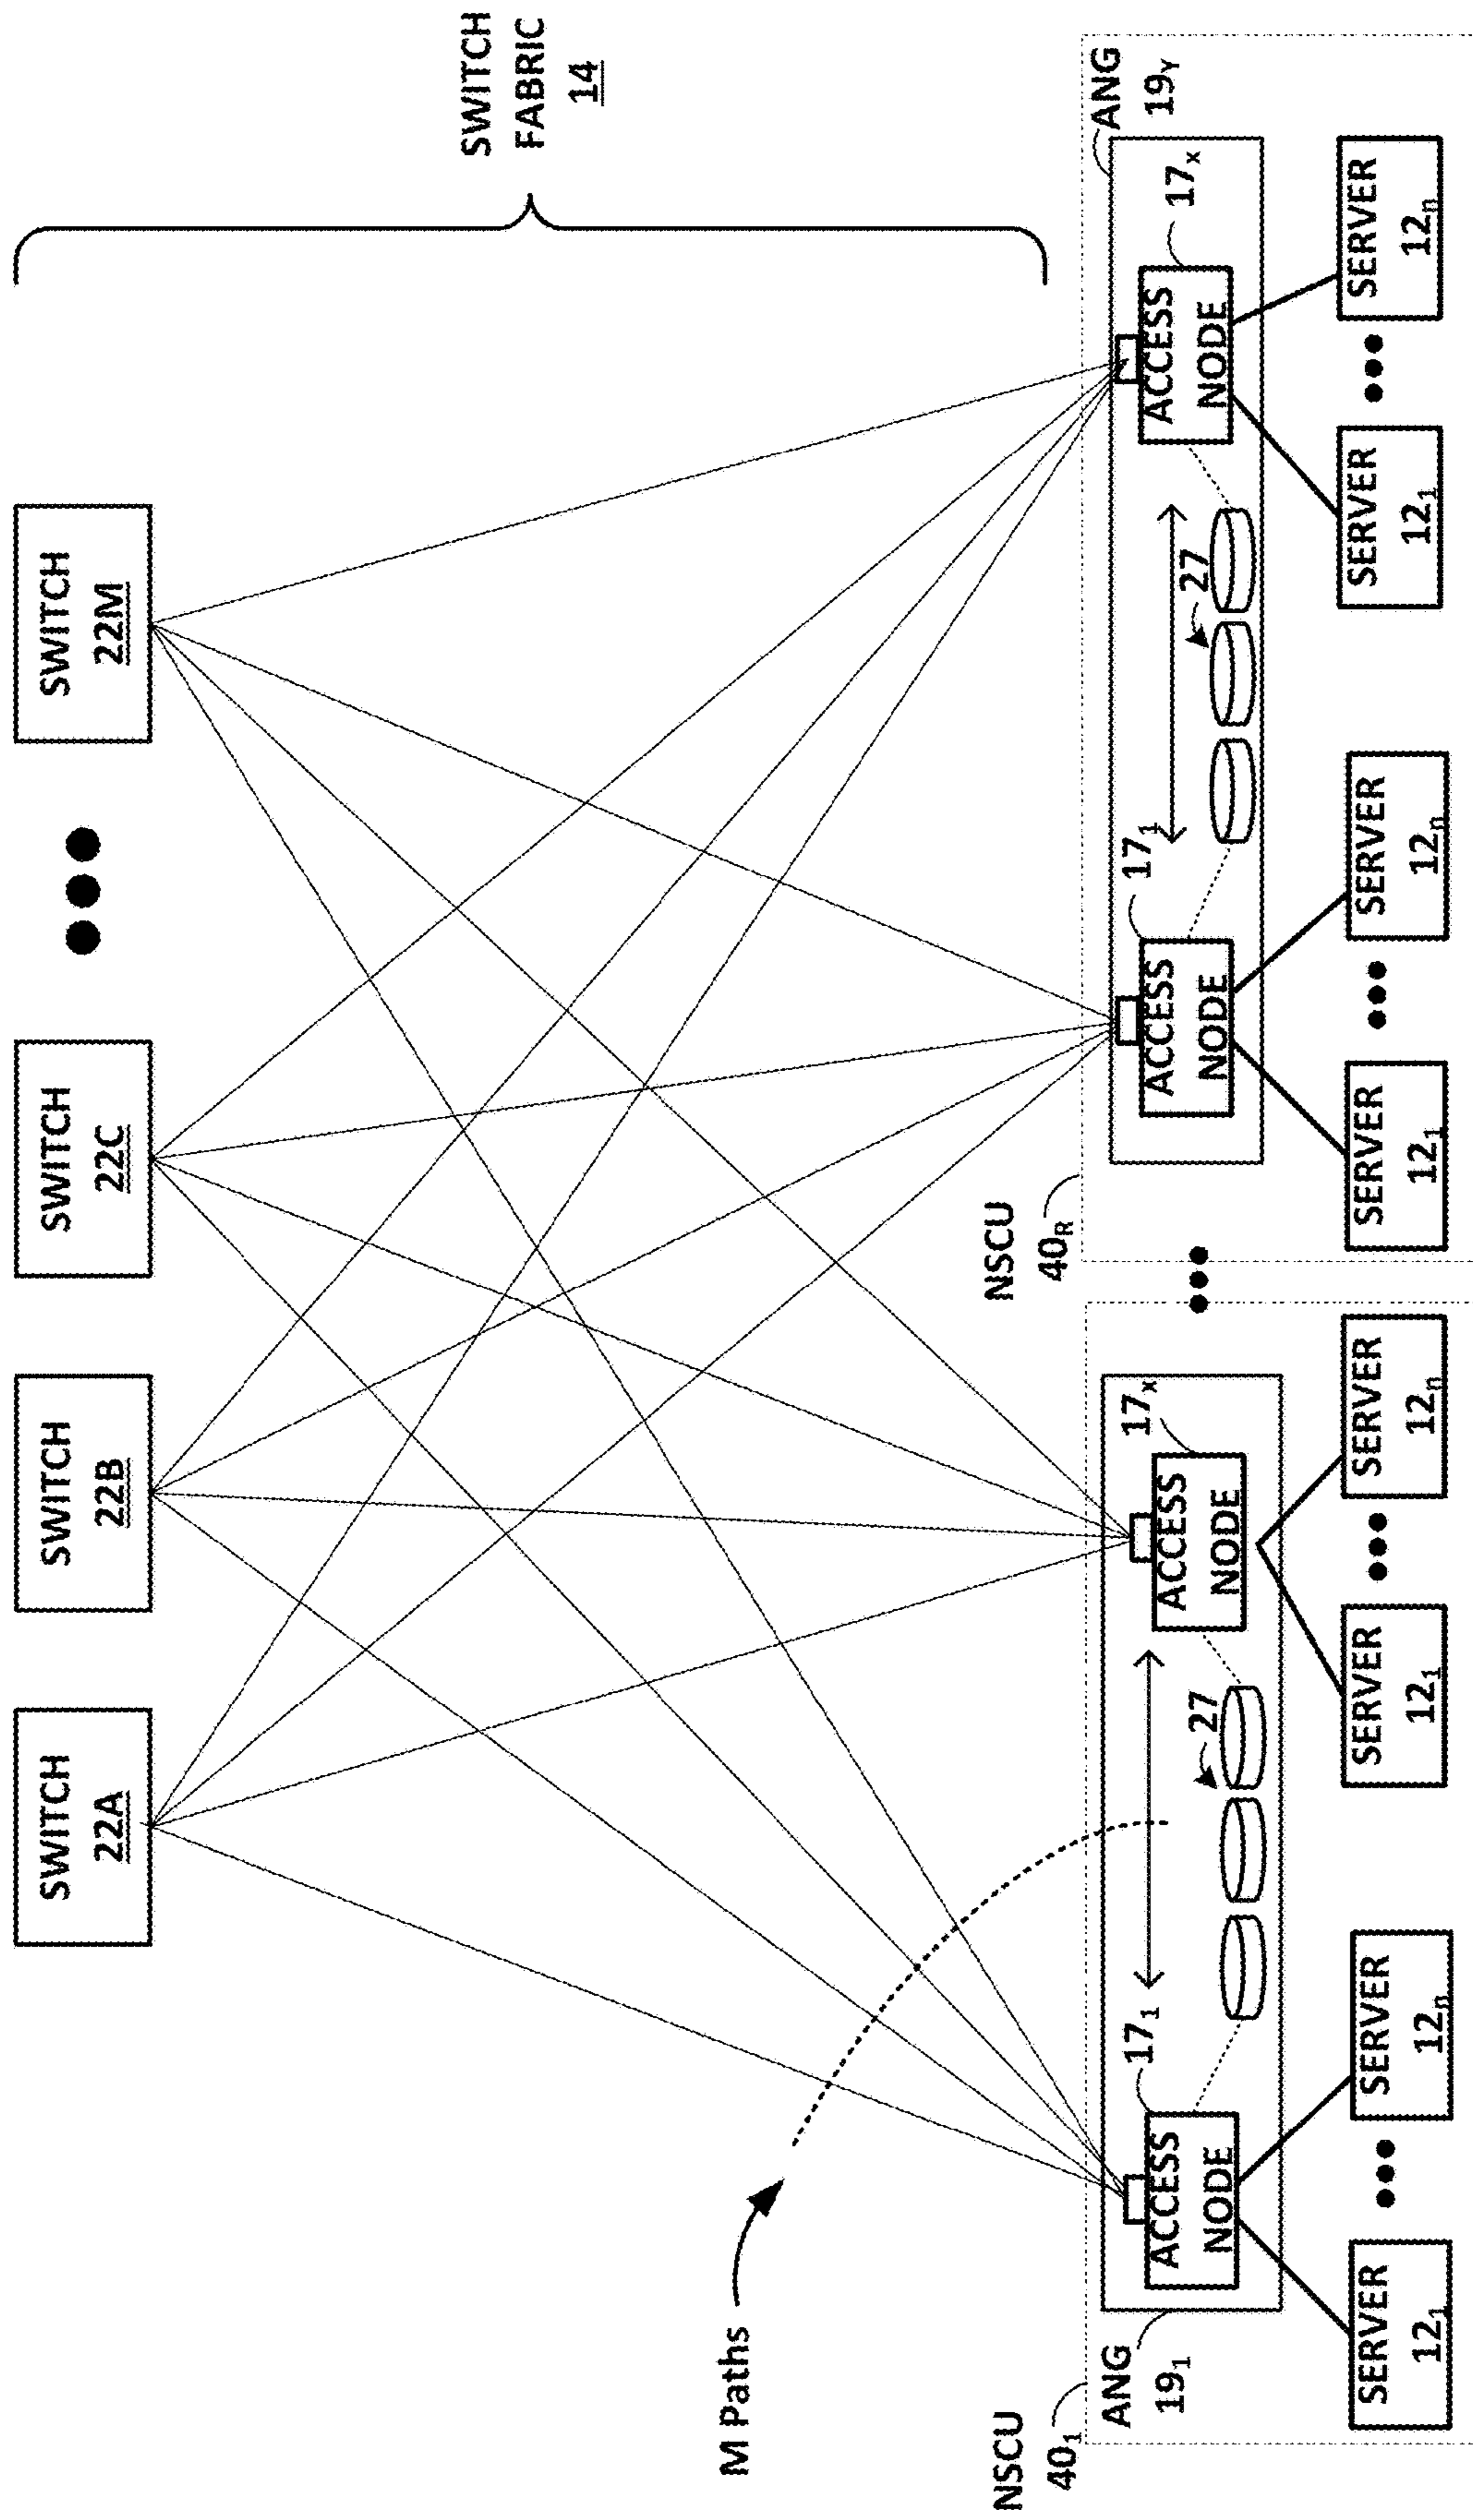 SWITCH
22A
SWITCH
22B
SWITCH
22C
SWITCH
22M
SWITCH
FABRIC
14
M Paths
NSCU
40₁
ANG
19₁
17₁
ACCESS
NODE
27
17ₓ
ACCESS
NODE
SERVER
12₁
SERVER
12ₙ
SERVER
12₁
SERVER
12ₙ
NSCU
40R
17₁
ACCESS
NODE
27
17ₓ
ACCESS
NODE
ANG
19Y
SERVER
12₁
SERVER
12ₙ
SERVER
12₁
SERVER
12ₙ